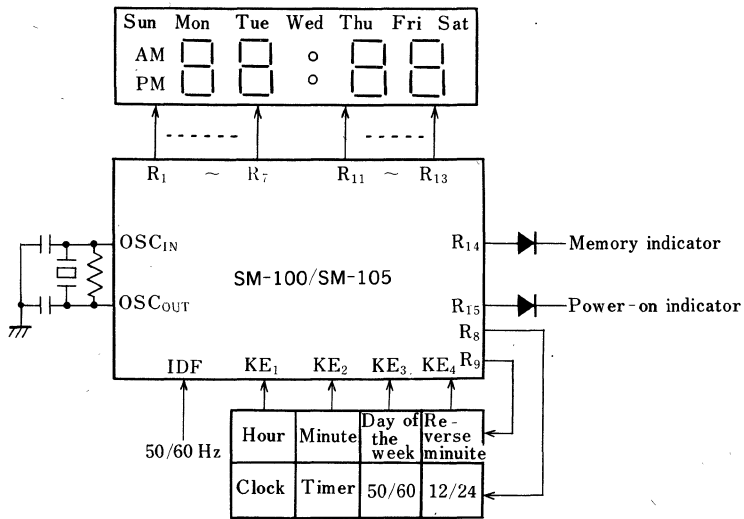 Sun Mon Tue Wed Thu Fri Sat
AM
PM
R1 ~ R7 R11 ~ R13
OSCIN
OSCOUT
SM-100/SM-105
R14
Memory indicator
R15
Power-on indicator
R8
R9
IDF KE1 KE2 KE3 KE4
50/60 Hz
Hour
Minute
Day of
the
week
Re-
verse
minuite
Clock
Timer
50/60
12/24